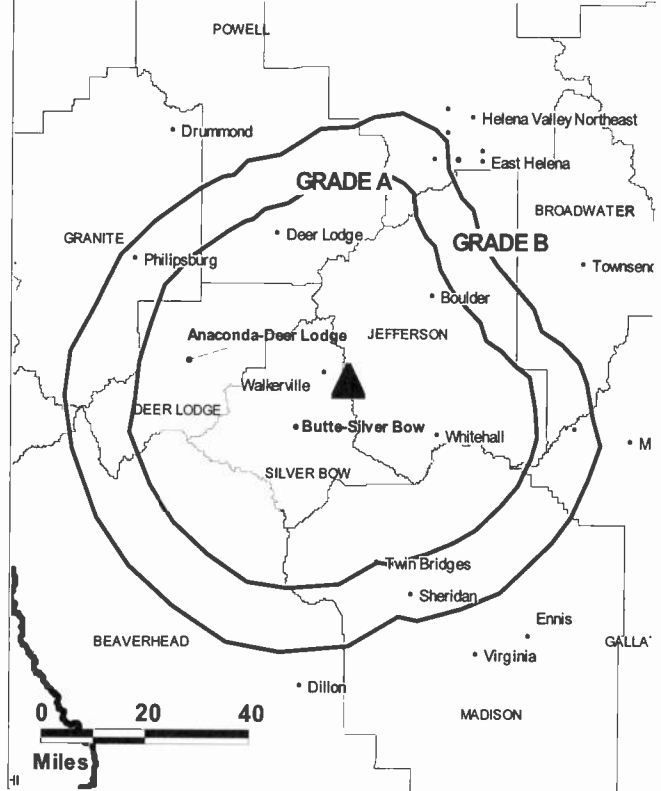 POWELL
Drummond
Helena Valley Northeast
East Helena
GRADE A
BROADWATER
GRANITE
Deer Lodge
GRADE B
Philipsburg
Townsenc
Boulder
Anaconda-Deer Lodge
JEFFERSON
Walkerville
DEER LODGE
Butte-Silver Bow
Whitehall
M
SILVER BOW
Twin Bridges
Sheridan
Ennis
BEAVERHEAD
GALLA
Virginia
Dillon
0 20 40
MADISON
Miles